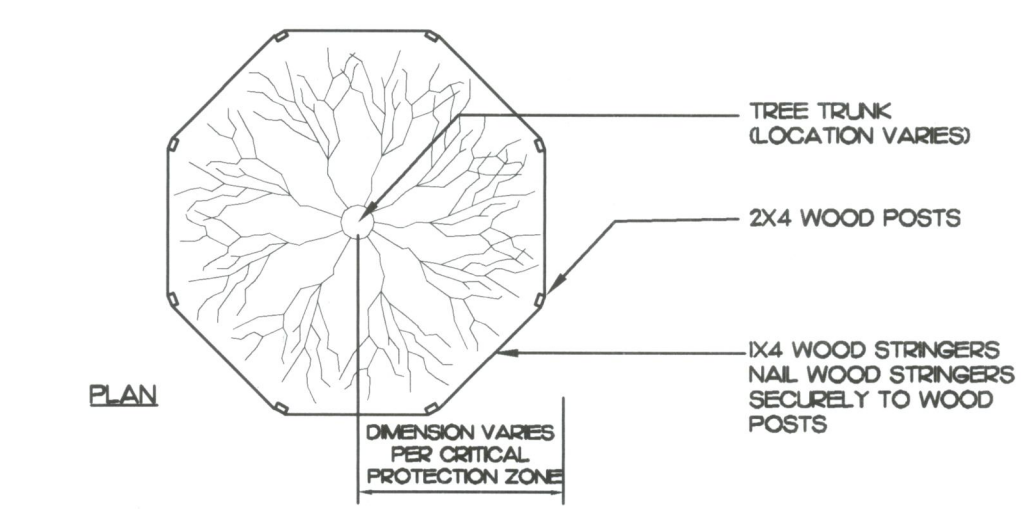 TREE TRUNK
(LOCATION VARIES)
2X4 WOOD POSTS
1X4 WOOD STRINGERS
NAIL WOOD STRINGERS
SECURELY TO WOOD
POSTS
PLAN
DIMENSION VARIES
PER CRITICAL
PROTECTION ZONE